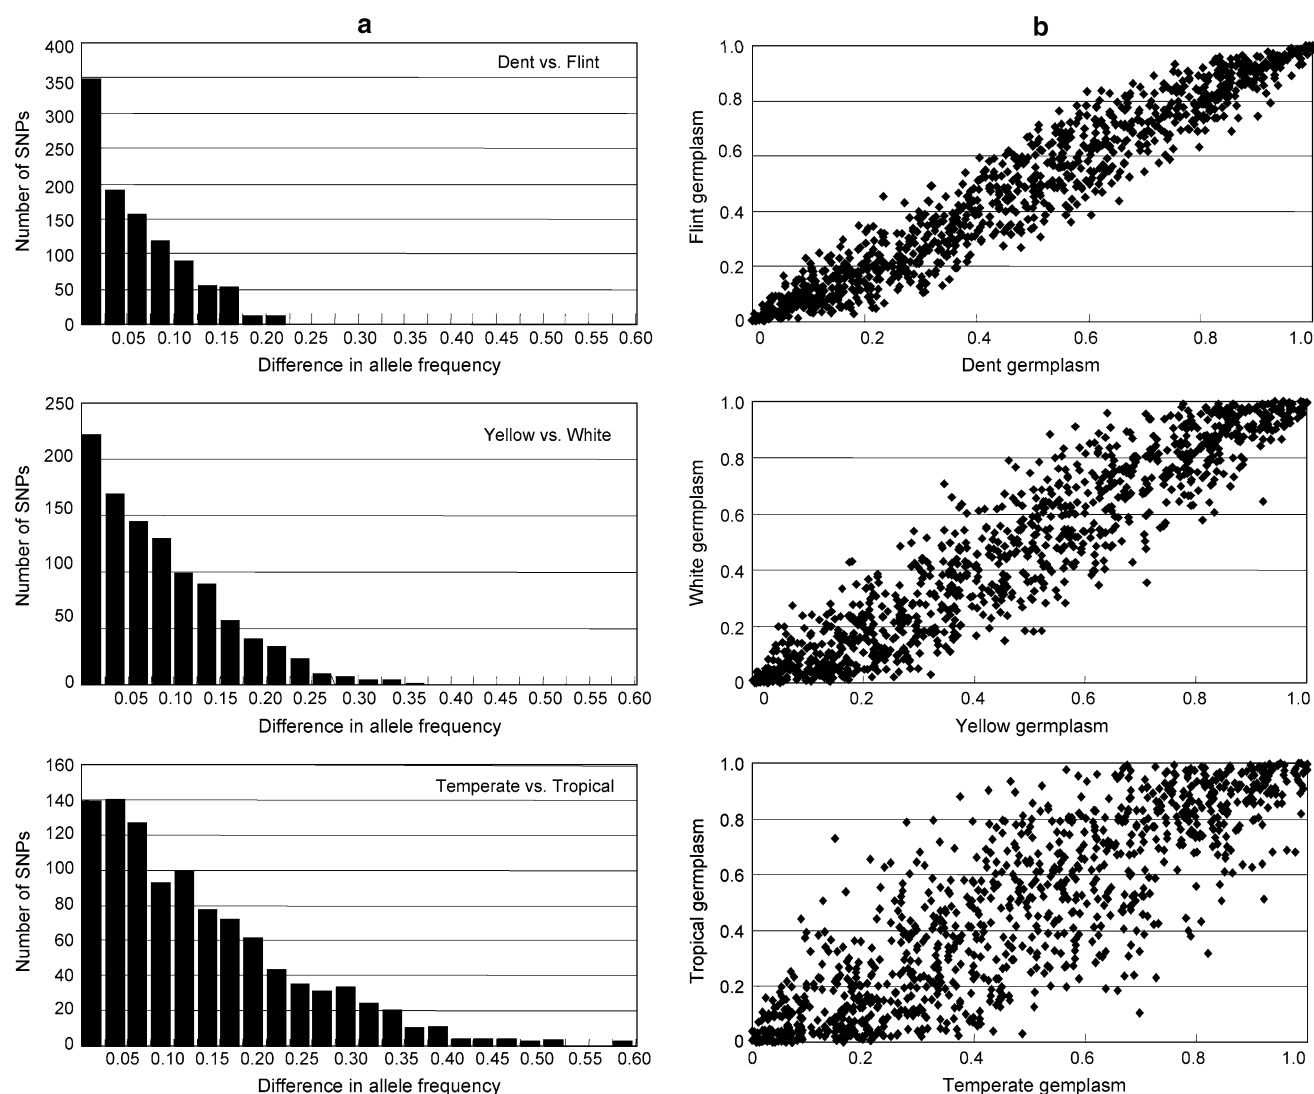 a
Dent vs. Flint
Number of SNPs
400
350
300
250
200
150
100
50
0
0.05 0.10 0.15 0.20 0.25 0.30 0.35 0.40 0.45 0.50 0.55 0.60
Difference in allele frequency
Yellow vs. White
Number of SNPs
250
200
150
100
50
0
0.05 0.10 0.15 0.20 0.25 0.30 0.35 0.40 0.45 0.50 0.55 0.60
Difference in allele frequency
Temperate vs. Tropical
Number of SNPs
160
140
120
100
80
60
40
20
0
0.05 0.10 0.15 0.20 0.25 0.30 0.35 0.40 0.45 0.50 0.55 0.60
Difference in allele frequency
b
Flint germplasm
1.0
0.8
0.6
0.4
0.2
0
0 0.2 0.4 0.6 0.8 1.0
Dent germplasm
White germplasm
1.0
0.8
0.6
0.4
0.2
0
0 0.2 0.4 0.6 0.8 1.0
Yellow germplasm
Tropical germplasm
1.0
0.8
0.6
0.4
0.2
0
0 0.2 0.4 0.6 0.8 1.0
Temperate gemplasm